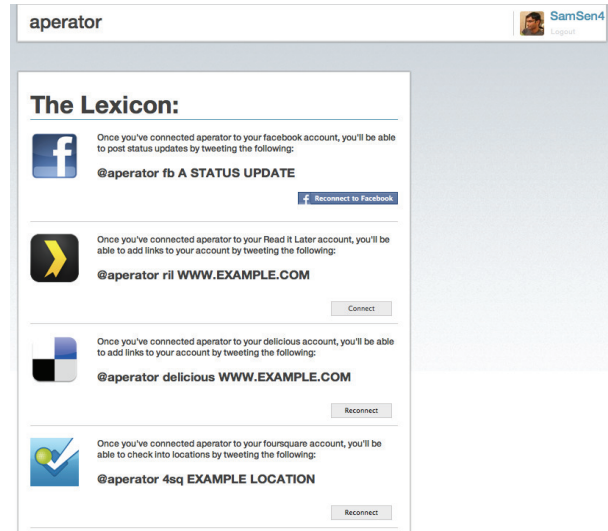 aperator
SamSen4
Logout
The Lexicon:
Once you've connected aperator to your facebook account, you'll be able
to post status updates by tweeting the following:
@aperator fb A STATUS UPDATE
Reconnect to Facebook
Once you've connected aperator to your Read it Later account, you'll be
able to add links to your account by tweeting the following:
@aperator ril WWW.EXAMPLE.COM
Connect
Once you've connected aperator to your delicious account, you'll be able
to add links to your account by tweeting the following:
@aperator delicious WWW.EXAMPLE.COM
Reconnect
Once you've connected aperator to your foursquare account, you'll be
able to check into locations by tweeting the following:
@aperator 4sq EXAMPLE LOCATION
Reconnect